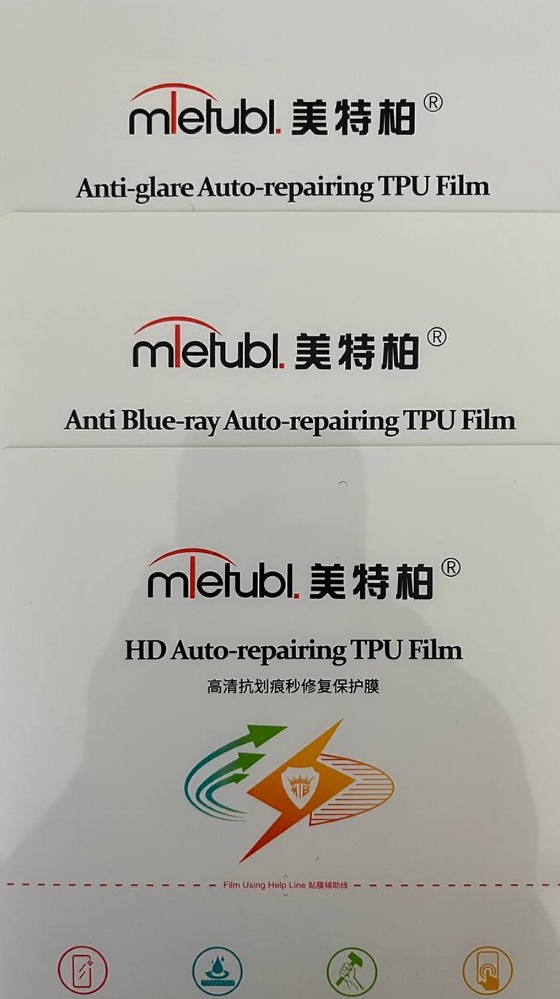 mletubl. 美特柏®
Anti-glare Auto-repairing TPU Film
mletubl. 美特柏®
Anti Blue-ray Auto-repairing TPU Film
mletubl. 美特柏®
HD Auto-repairing TPU Film
高清抗划痕秒修复保护膜
MTB
Film Using Help Line 贴膜辅助线